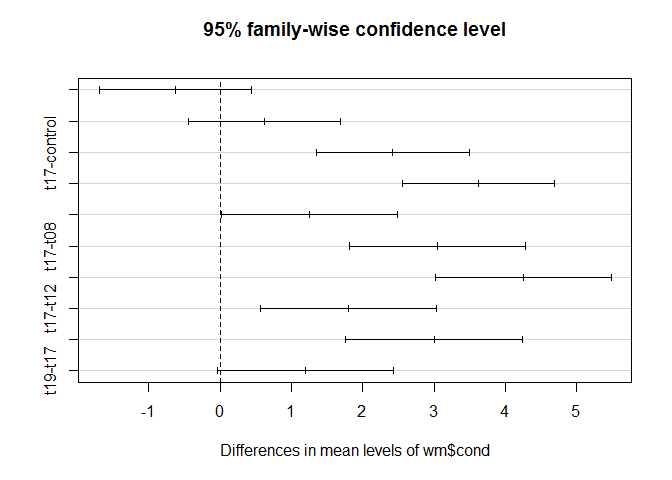 95% family-wise confidence level
t17-control
t17-t08
t17-t12
t19-t17
-1 0 1 2 3 4 5
Differences in mean levels of wm$cond